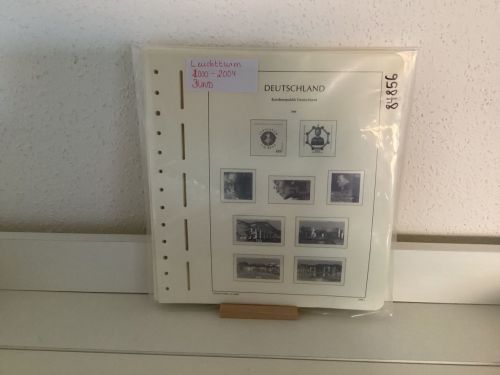 Leuchtturm
2000-2004
BUND
DEUTSCHLAND
Bundesrepublik Deutschland
84856